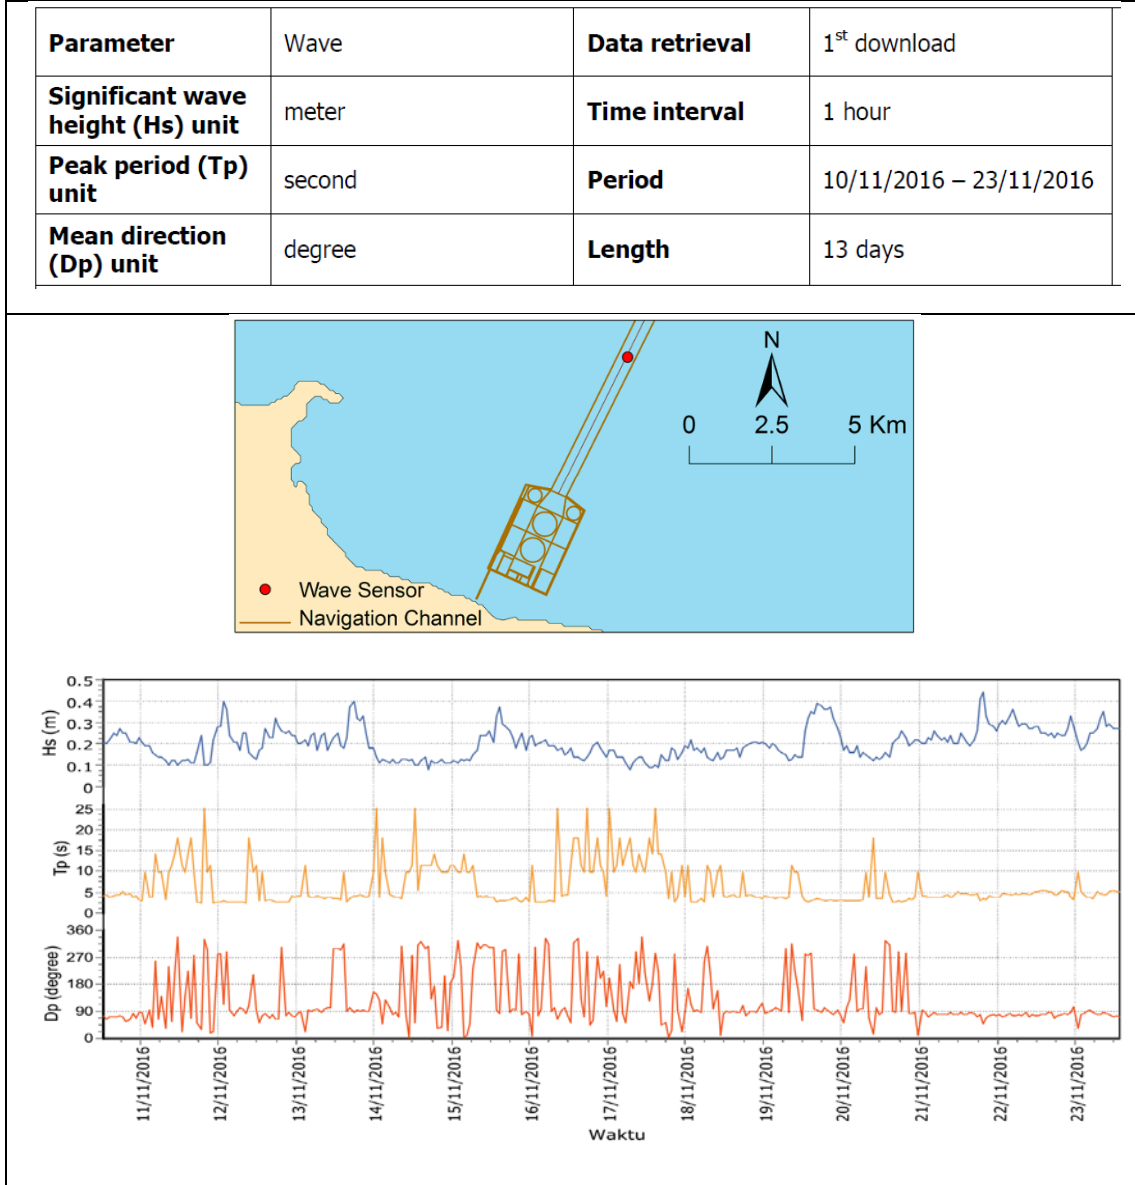 Parameter Wave Data retrieval 1st download
Significant wave height (Hs) unit meter Time interval 1 hour
Peak period (Tp) unit second Period 10/11/2016 – 23/11/2016
Mean direction (Dp) unit degree Length 13 days
N
0 2.5 5 Km
Wave Sensor
Navigation Channel
Hs (m)
0.5
0.4
0.3
0.2
0.1
0
Tp (s)
25
20
15
10
5
0
Dp (degree)
360
270
180
90
0
11/11/2016 12/11/2016 13/11/2016 14/11/2016 15/11/2016 16/11/2016 17/11/2016 18/11/2016 19/11/2016 20/11/2016 21/11/2016 22/11/2016 23/11/2016
Waktu